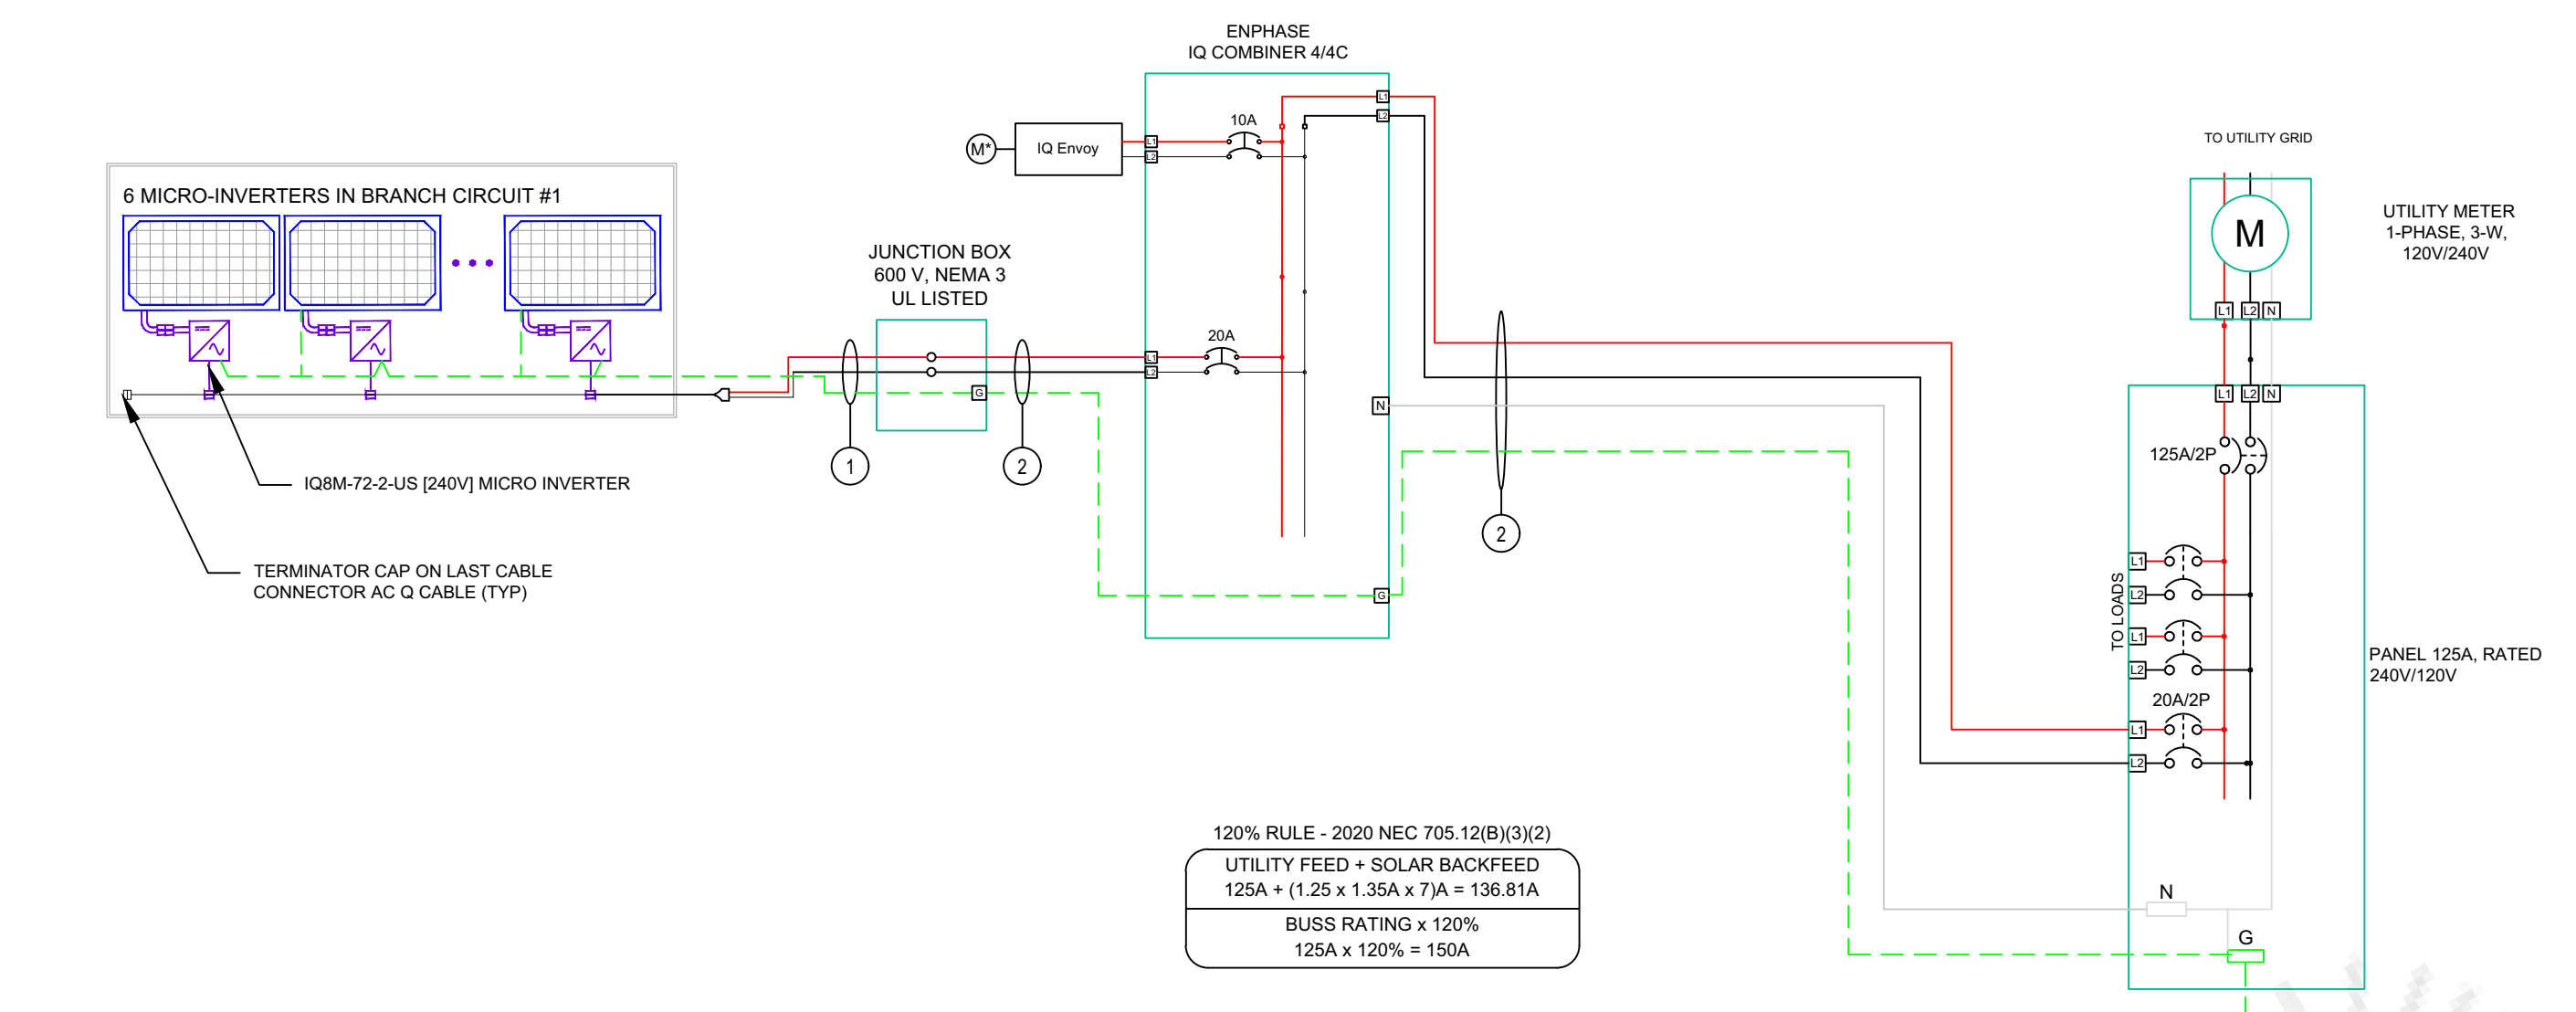 ENPHASE
IQ COMBINER 4/4C
10A
L1
L2
M*
IQ Envoy
L1
L2
TO UTILITY GRID
6 MICRO-INVERTERS IN BRANCH CIRCUIT #1
M
UTILITY METER
1-PHASE, 3-W,
120V/240V
JUNCTION BOX
600 V, NEMA 3
UL LISTED
L1
L2
N
20A
L1
L2
G
N
L1
L2
N
125A/2P
1
2
IQ8M-72-2-US [240V] MICRO INVERTER
2
TERMINATOR CAP ON LAST CABLE
CONNECTOR AC Q CABLE (TYP)
G
TO LOADS
L1
L2
L1
L2
PANEL 125A, RATED
240V/120V
20A/2P
L1
L2
120% RULE - 2020 NEC 705.12(B)(3)(2)
UTILITY FEED + SOLAR BACKFEED
125A + (1.25 x 1.35A x 7)A = 136.81A
BUSS RATING x 120%
125A x 120% = 150A
N
G